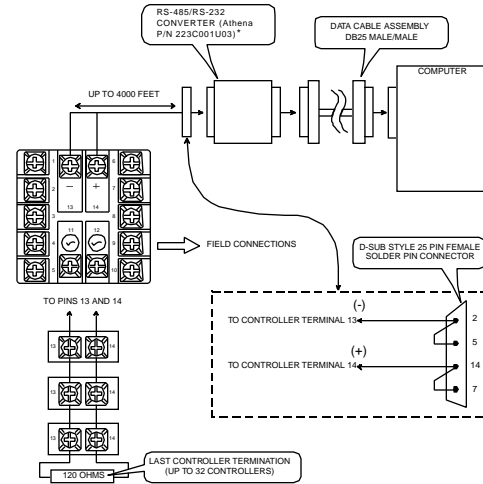 RS-485/RS-232
CONVERTER (Athena
P/N 223C001U03)*
DATA CABLE ASSEMBLY
DB25 MALE/MALE
COMPUTER
UP TO 4000 FEET
1
6
2
7
3
8
4
9
5
10
−
+
13
14
11
12
FIELD CONNECTIONS
D-SUB STYLE 25 PIN FEMALE
SOLDER PIN CONNECTOR
TO PINS 13 AND 14
(-)
TO CONTROLLER TERMINAL 13
2
5
(+)
TO CONTROLLER TERMINAL 14
14
7
13
14
13
14
13
14
120 OHMS
LAST CONTROLLER TERMINATION
(UP TO 32 CONTROLLERS)